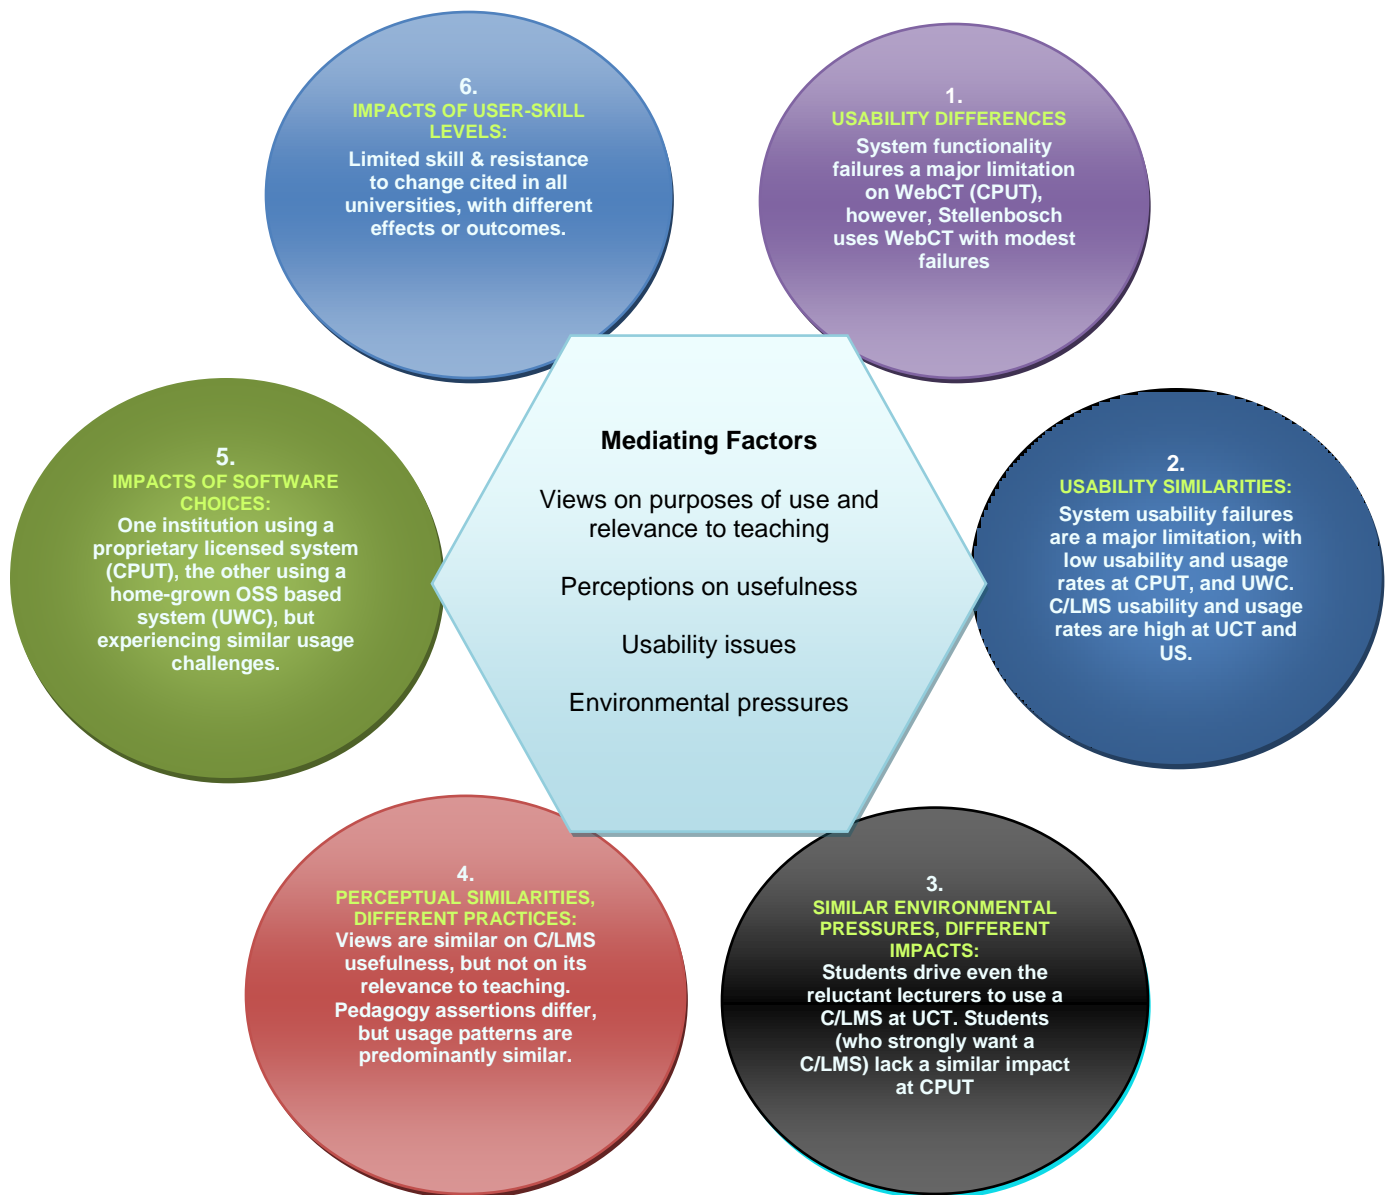 6.
IMPACTS OF USER-SKILL
LEVELS:
Limited skill & resistance
to change cited in all
universities, with different
effects or outcomes.
1.
USABILITY DIFFERENCES
System functionality
failures a major limitation
on WebCT (CPUT),
however, Stellenbosch
uses WebCT with modest
failures
Mediating Factors
Views on purposes of use and
relevance to teaching
Perceptions on usefulness
Usability issues
Environmental pressures
5.
IMPACTS OF SOFTWARE
CHOICES:
One institution using a
proprietary licensed system
(CPUT), the other using a
home-grown OSS based
system (UWC), but
experiencing similar usage
challenges.
2.
USABILITY SIMILARITIES:
System usability failures
are a major limitation, with
low usability and usage
rates at CPUT, and UWC.
C/LMS usability and usage
rates are high at UCT and
US.
4.
PERCEPTUAL SIMILARITIES,
DIFFERENT PRACTICES:
Views are similar on C/LMS
usefulness, but not on its
relevance to teaching.
Pedagogy assertions differ,
but usage patterns are
predominantly similar.
3.
SIMILAR ENVIRONMENTAL
PRESSURES, DIFFERENT
IMPACTS:
Students drive even the
reluctant lecturers to use a
C/LMS at UCT. Students
(who strongly want a
C/LMS) lack a similar impact
at CPUT